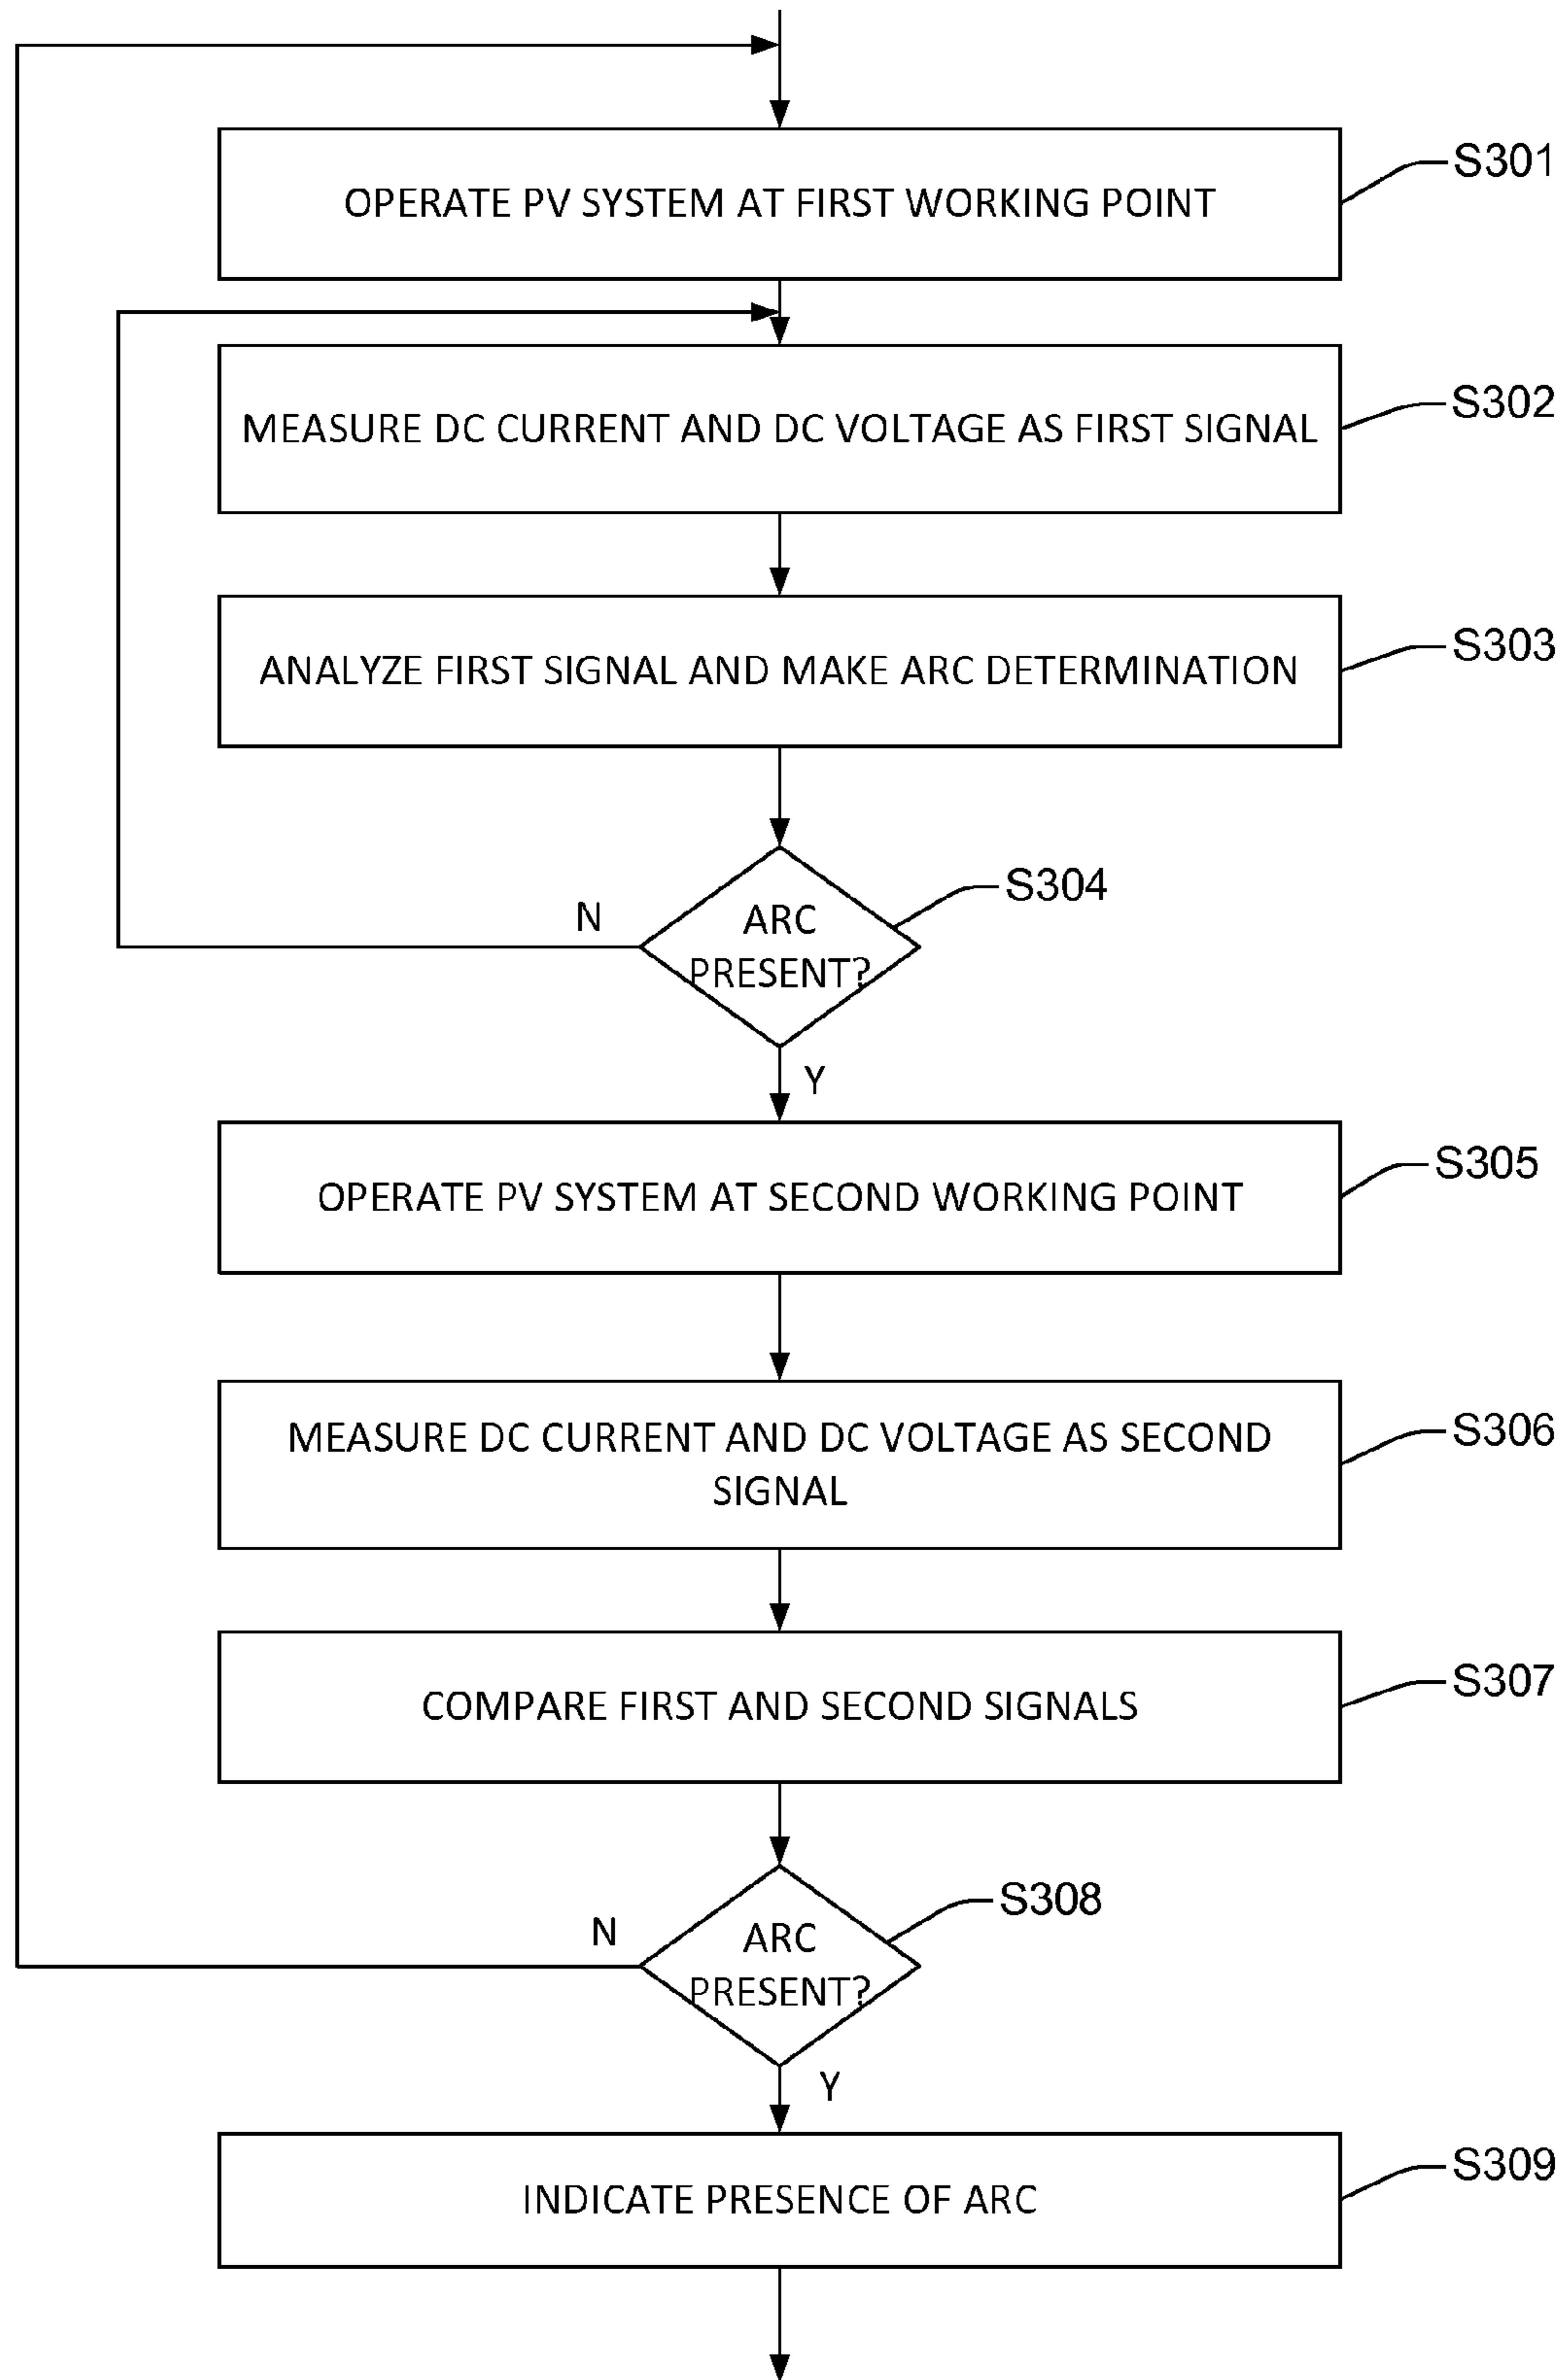 S301
OPERATE PV SYSTEM AT FIRST WORKING POINT
S302
MEASURE DC CURRENT AND DC VOLTAGE AS FIRST SIGNAL
S303
ANALYZE FIRST SIGNAL AND MAKE ARC DETERMINATION
S304
N
ARC
PRESENT?
Y
S305
OPERATE PV SYSTEM AT SECOND WORKING POINT
S306
MEASURE DC CURRENT AND DC VOLTAGE AS SECOND
SIGNAL
S307
COMPARE FIRST AND SECOND SIGNALS
S308
N
ARC
PRESENT?
Y
S309
INDICATE PRESENCE OF ARC